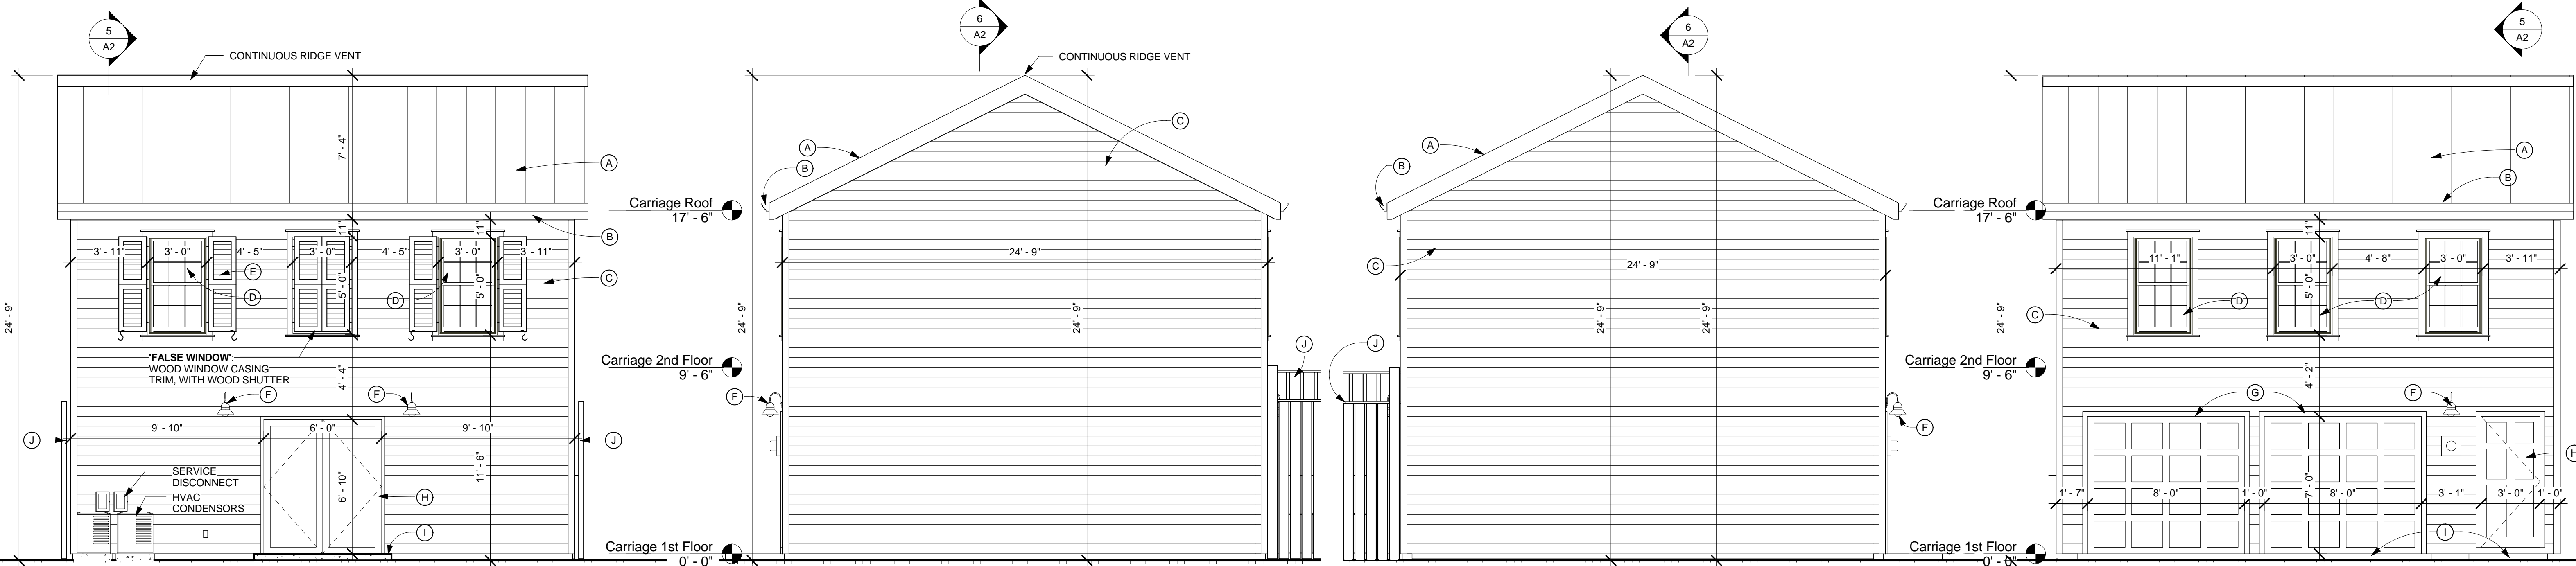 5
A2
CONTINUOUS RIDGE VENT
24' - 9"
7' - 4"
A
B
11"
11"
3' - 11"
3' - 0"
4' - 5"
3' - 0"
4' - 5"
3' - 0"
3' - 11"
E
C
D
D
5' - 0"
5' - 0"
'FALSE WINDOW':
WOOD WINDOW CASING
TRIM, WITH WOOD SHUTTER
4' - 4"
F
F
9' - 10"
6' - 0"
9' - 10"
J
J
11' - 6"
6' - 10"
SERVICE
DISCONNECT
HVAC
CONDENSORS
H
I
6
A2
CONTINUOUS RIDGE VENT
C
A
B
Carriage Roof
17' - 6"
24' - 9"
24' - 9"
24' - 9"
Carriage 2nd Floor
9' - 6"
J
F
Carriage 1st Floor
0' - 0"
6
A2
A
B
C
24' - 9"
24' - 9"
24' - 9"
J
F
5
A2
A
B
Carriage Roof
17' - 6"
24' - 9"
11"
11' - 1"
3' - 0"
4' - 8"
3' - 0"
3' - 11"
5' - 0"
D
D
C
Carriage 2nd Floor
9' - 6"
4' - 2"
G
F
H
1' - 7"
8' - 0"
1' - 0"
8' - 0"
3' - 1"
3' - 0"
1' - 0"
7' - 0"
I
Carriage 1st Floor
0' - 0"